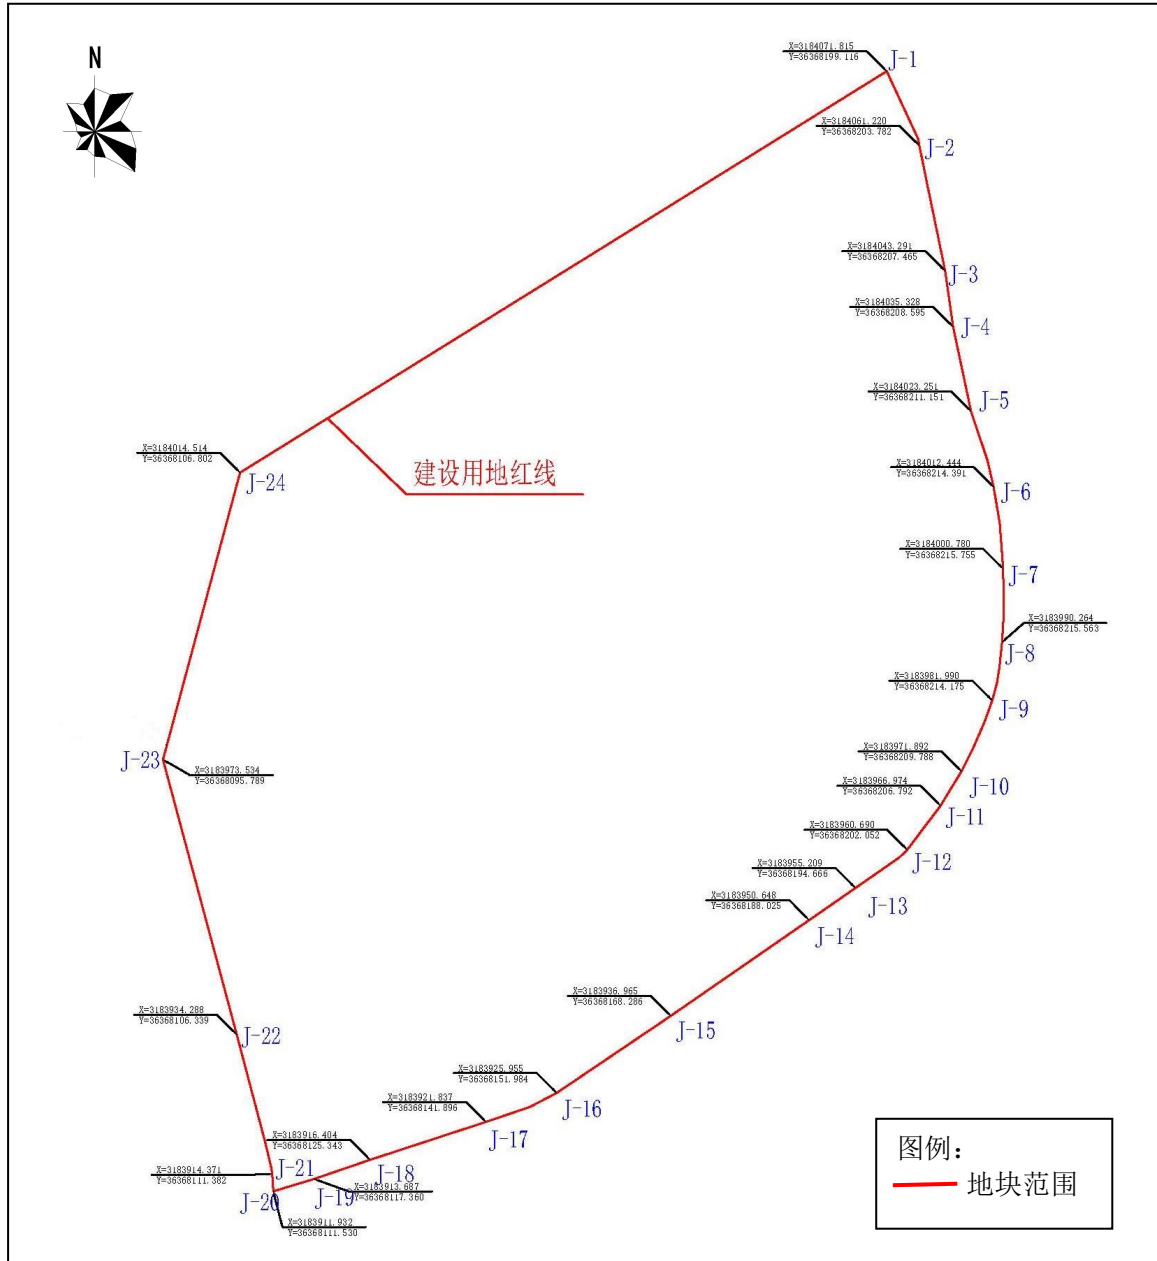 N
X=3184071.815
Y=36368199.116
J-1
X=3184061.220
Y=36368203.782
J-2
X=3184043.291
Y=36368207.465
J-3
X=3184035.328
Y=36368208.595
J-4
X=3184023.251
Y=36368211.151
J-5
X=3184014.514
Y=36368106.802
J-24
建设用地红线
X=3184012.444
Y=36368214.391
J-6
X=3184000.780
Y=36368215.755
J-7
X=3183990.264
Y=36368215.563
J-8
X=3183981.990
Y=36368214.175
J-9
J-23
X=3183973.534
Y=36368095.789
X=3183971.892
Y=36368209.788
J-10
X=3183966.974
Y=36368206.792
J-11
X=3183960.690
Y=36368202.052
J-12
X=3183955.209
Y=36368194.666
J-13
X=3183950.648
Y=36368188.025
J-14
X=3183936.965
Y=36368168.286
J-15
X=3183934.288
Y=36368106.339
J-22
X=3183925.955
Y=36368151.984
J-16
X=3183921.837
Y=36368141.896
J-17
X=3183916.404
Y=36368125.343
J-18
X=3183914.371
Y=36368111.382
J-21
J-20
J-19
X=3183913.687
Y=36368117.360
X=3183911.932
Y=36368111.530
图例：
地块范围